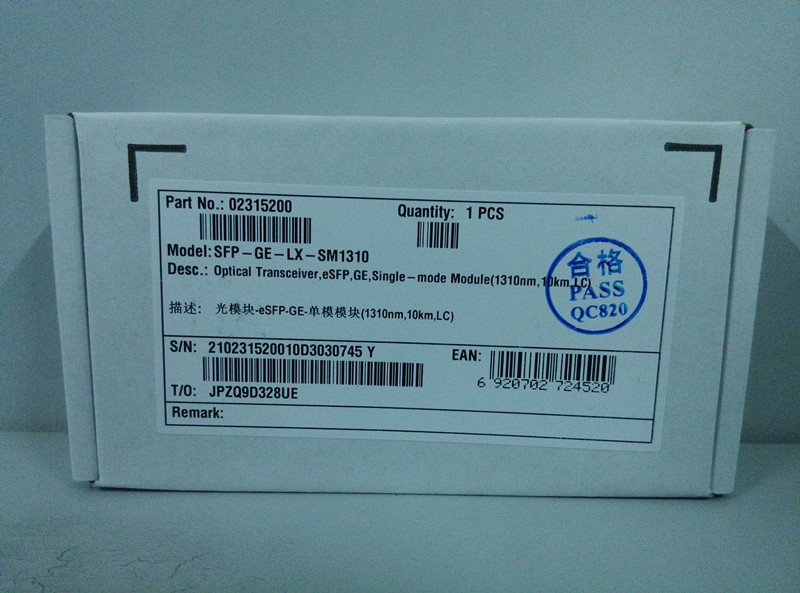 Part No.: 02315200
Quantity: 1 PCS
Model: SFP-GE-LX-SM1310
Desc.: Optical Transceiver,eSFP,GE,Single-mode Module(1310nm,10km,LC)
合格
PASS
QC820
描述: 光模块-eSFP-GE-单模模块(1310nm,10km,LC)
S/N: 210231520010D3030745 Y
EAN:
6 920702 724520
T/O: JPZQ9D328UE
Remark: